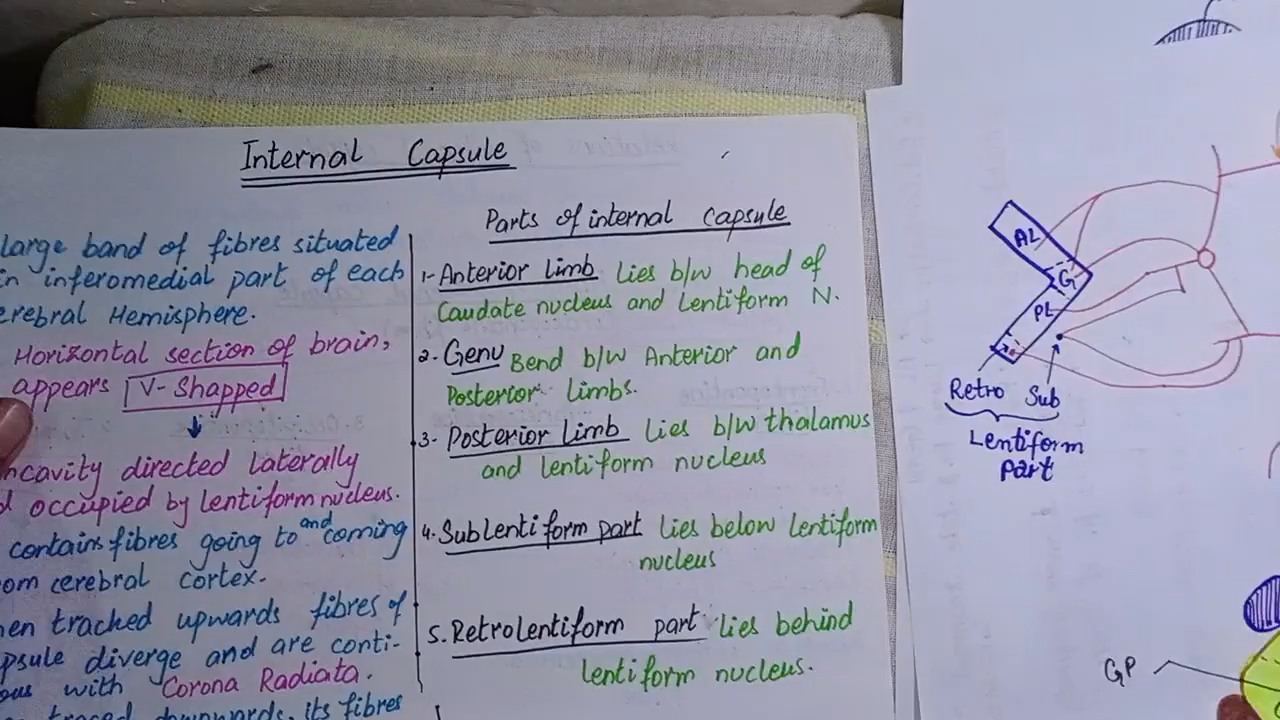 Internal Capsule
large band of fibres situated
in inferomedial part of each
erebral Hemisphere.
Horizontal section of brain,
appears V-Shapped
ncavity directed laterally
d occupied by lentiform nucleus.
contains fibres going to and coming
om cerebral cortex.
en tracked upwards fibres of
psule diverge and are conti-
ous with Corona Radiata.
traced downwards, its fibres
Parts of internal capsule
1- Anterior limb lies b/w head of
Caudate nucleus and Lentiform N.
2- Genu Bend b/w Anterior and
Posterior Limbs.
3- Posterior limb lies b/w thalamus
and lentiform nucleus
4. Sublentiform part lies below lentiform
nucleus
5. Retrolentiform part lies behind
lentiform nucleus.
AL
G
PL
Retro Sub
Lentiform
Part
GP